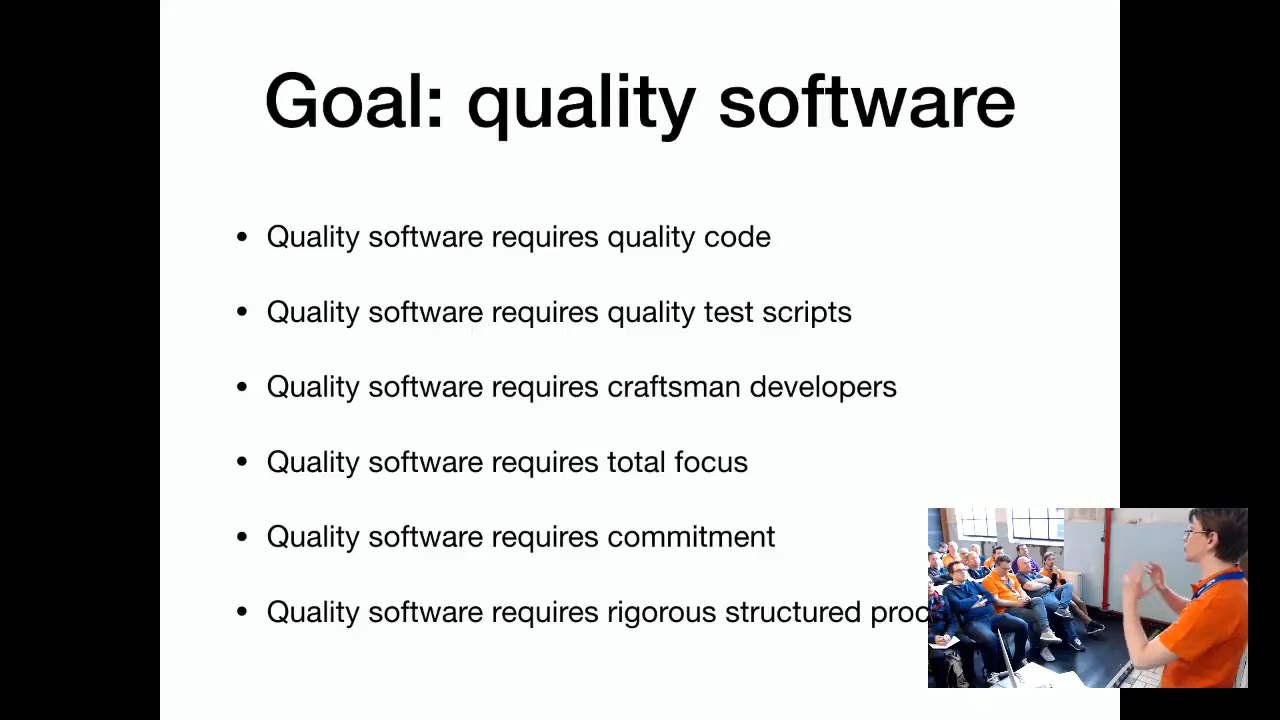 Goal: quality software
• Quality software requires quality code
• Quality software requires quality test scripts
• Quality software requires craftsman developers
• Quality software requires total focus
• Quality software requires commitment
• Quality software requires rigorous structured